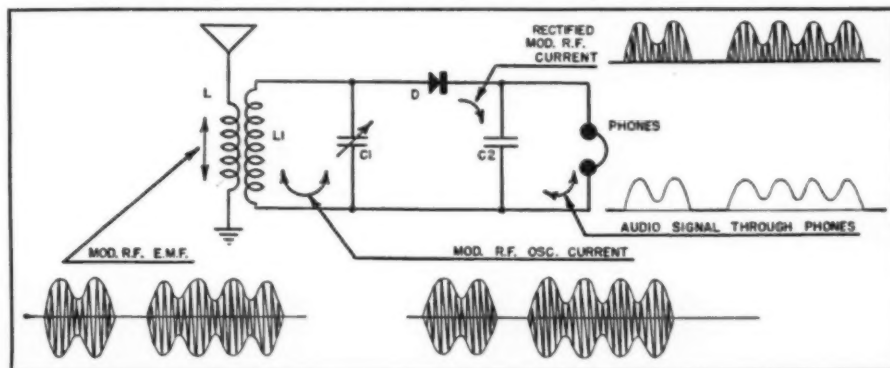 RECTIFIED
MOD. R.F.
CURRENT
L
L1
C1
D
C2
PHONES
AUDIO SIGNAL THROUGH PHONES
MOD. R.F. E.M.F.
MOD. R.F. OSC. CURRENT